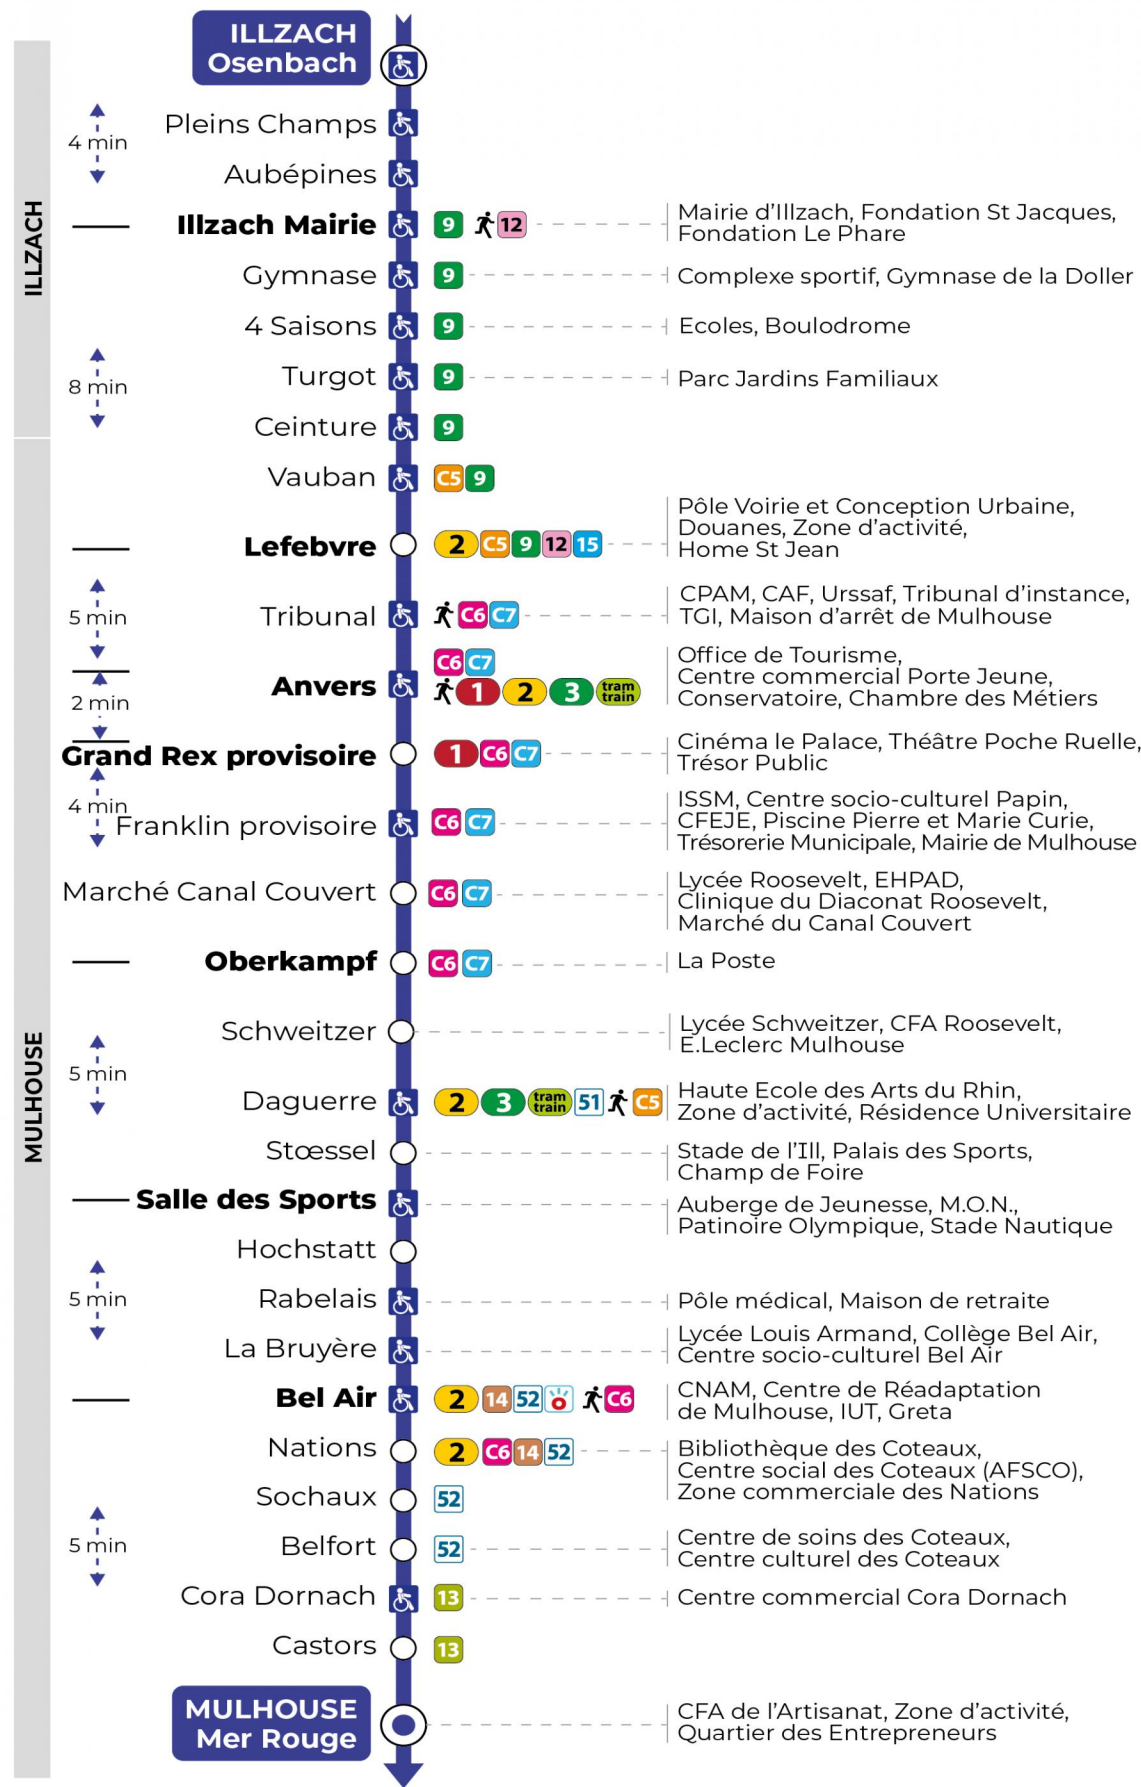 ILLZACH
Osenbach
Pleins Champs
4 min
Aubépines
ILLZACH
Illzach Mairie 9 12
Mairie d’Illzach, Fondation St Jacques,
Fondation Le Phare
Gymnase 9 Complexe sportif, Gymnase de la Doller
4 Saisons 9 Ecoles, Boulodrome
Turgot 9 Parc Jardins Familiaux
8 min
Ceinture 9
Vauban C5 9
Lefebvre 2 C5 9 12 15
Pôle Voirie et Conception Urbaine,
Douanes, Zone d’activité,
Home St Jean
5 min
Tribunal C6 C7
CPAM, CAF, Urssaf, Tribunal d’instance,
TGI, Maison d’arrêt de Mulhouse
C6 C7
Anvers 1 2 3 tram
train
Office de Tourisme,
Centre commercial Porte Jeune,
Conservatoire, Chambre des Métiers
2 min
Grand Rex provisoire 1 C6 C7
Cinéma le Palace, Théâtre Poche Ruelle,
Trésor Public
4 min
Franklin provisoire C6 C7
ISSM, Centre socio-culturel Papin,
CFEJE, Piscine Pierre et Marie Curie,
Trésorerie Municipale, Mairie de Mulhouse
Marché Canal Couvert C6 C7
Lycée Roosevelt, EHPAD,
Clinique du Diaconat Roosevelt,
Marché du Canal Couvert
Oberkampf C6 C7 La Poste
MULHOUSE
Schweitzer
Lycée Schweitzer, CFA Roosevelt,
E.Leclerc Mulhouse
5 min
Daguerre 2 3 tram
train 51 C5
Haute Ecole des Arts du Rhin,
Zone d’activité, Résidence Universitaire
Stœssel
Stade de l’Ill, Palais des Sports,
Champ de Foire
Salle des Sports
Auberge de Jeunesse, M.O.N.,
Patinoire Olympique, Stade Nautique
Hochstatt
5 min
Rabelais Pôle médical, Maison de retraite
La Bruyère
Lycée Louis Armand, Collège Bel Air,
Centre socio-culturel Bel Air
Bel Air 2 14 52 C6
CNAM, Centre de Réadaptation
de Mulhouse, IUT, Greta
Nations 2 C6 14 52
Bibliothèque des Coteaux,
Centre social des Coteaux (AFSCO),
Zone commerciale des Nations
Sochaux 52
5 min
Belfort 52
Centre de soins des Coteaux,
Centre culturel des Coteaux
Cora Dornach 13 Centre commercial Cora Dornach
Castors 13
MULHOUSE
Mer Rouge
CFA de l’Artisanat, Zone d’activité,
Quartier des Entrepreneurs